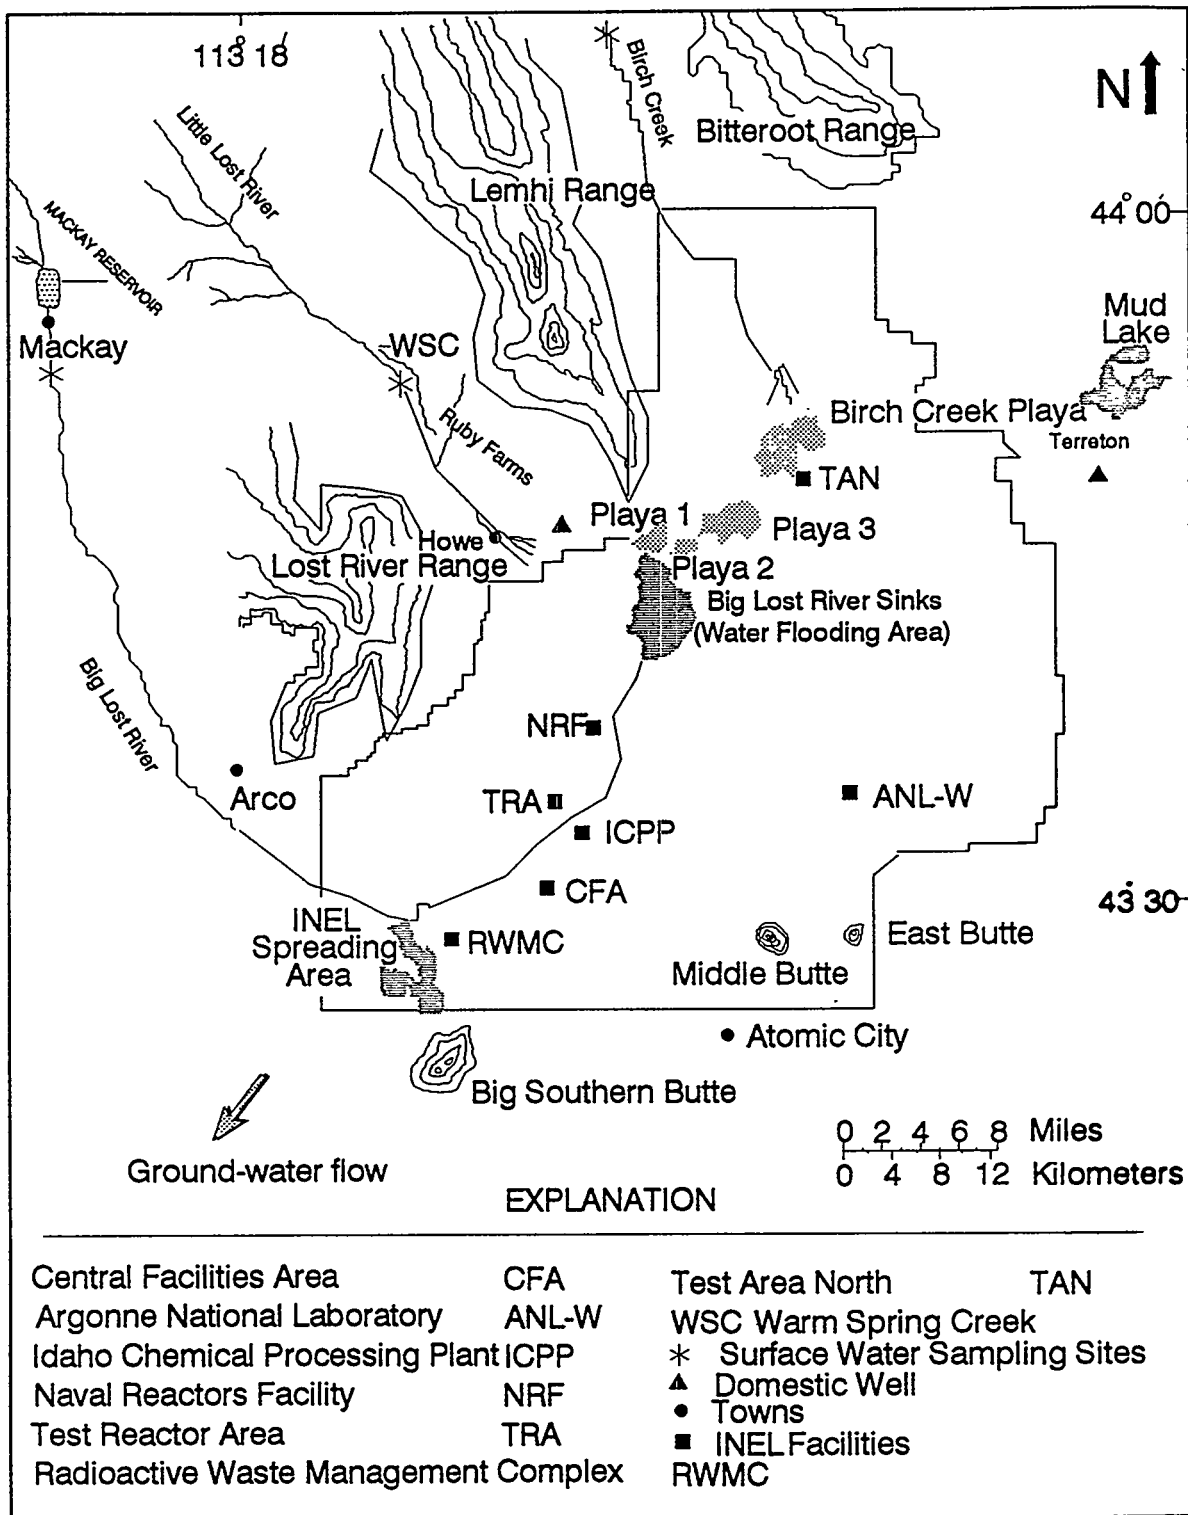 113° 18′
N
Birch Creek
Bitteroot Range
Little Lost River
Lemhi Range
44° 00′
MACKAY RESERVOIR
Mud
Lake
Mackay
WSC
Birch Creek Playa
Ruby Farms
Terreton
TAN
Playa 1
Playa 3
Howe
Lost River Range
Playa 2
Big Lost River Sinks
(Water Flooding Area)
Big Lost River
NRF
Arco
TRA
ANL-W
ICPP
CFA
43° 30
INEL
Spreading
Area
RWMC
East Butte
Middle Butte
Atomic City
Big Southern Butte
0 2 4 6 8 Miles
0 4 8 12 Kilometers
Ground-water flow
EXPLANATION
Central Facilities Area CFA
Argonne National Laboratory ANL-W
Idaho Chemical Processing Plant ICPP
Naval Reactors Facility NRF
Test Reactor Area TRA
Radioactive Waste Management Complex RWMC
Test Area North TAN
WSC Warm Spring Creek
Surface Water Sampling Sites
Domestic Well
Towns
INEL Facilities